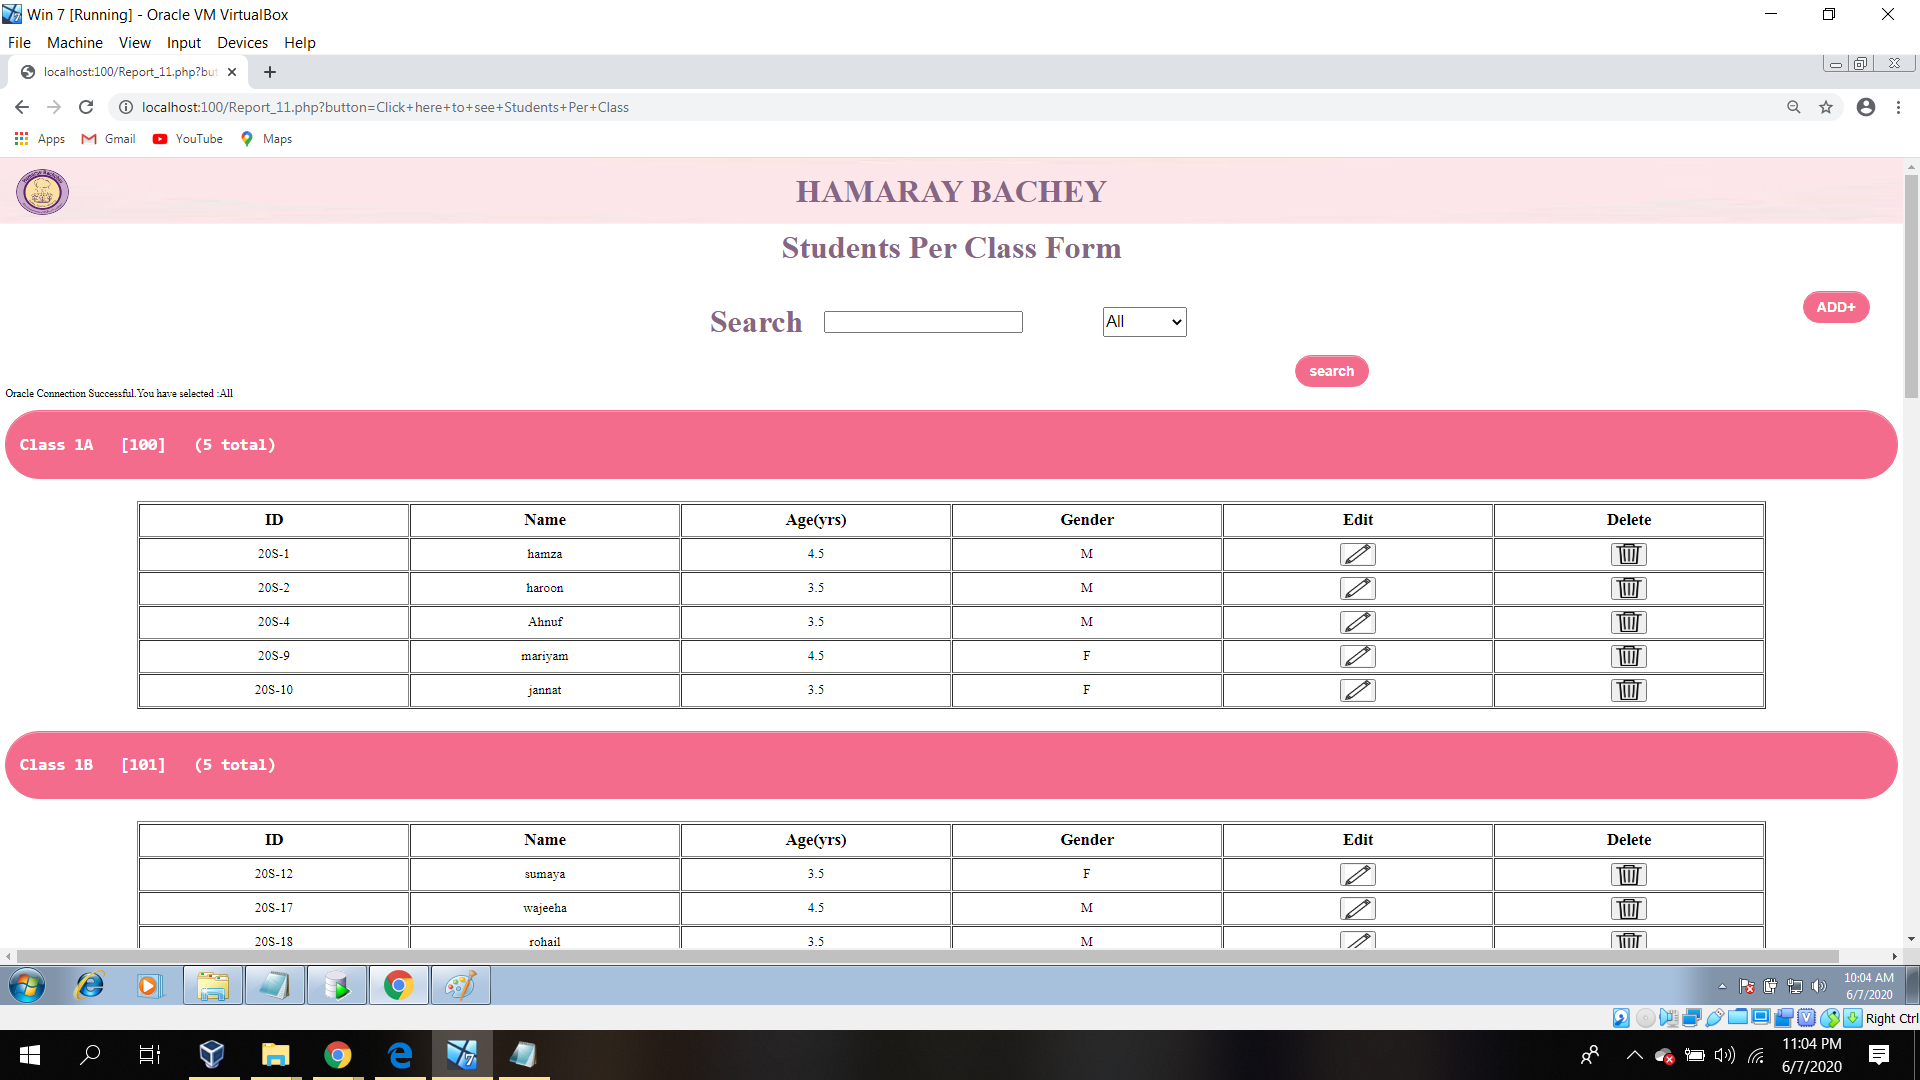 Win 7 [Running] - Oracle VM VirtualBox
File Machine View Input Devices Help
localhost:100/Report_11.php?but
localhost:100/Report_11.php?button=Click+here+to+see+Students+Per+Class
Apps Gmail YouTube Maps
HAMARAY BACHEY
Students Per Class Form
Search All ADD+
search
Oracle Connection Successful.You have selected :All
Class 1A [100] (5 total)
ID Name Age(yrs) Gender Edit Delete
20S-1 hamza 4.5 M
20S-2 haroon 3.5 M
20S-4 Ahnuf 3.5 M
20S-9 mariyam 4.5 F
20S-10 jannat 3.5 F
Class 1B [101] (5 total)
ID Name Age(yrs) Gender Edit Delete
20S-12 sumaya 3.5 F
20S-17 wajeeha 4.5 M
20S-18 rohail 3.5 M
10:04 AM
6/7/2020
Right Ctrl
11:04 PM
6/7/2020